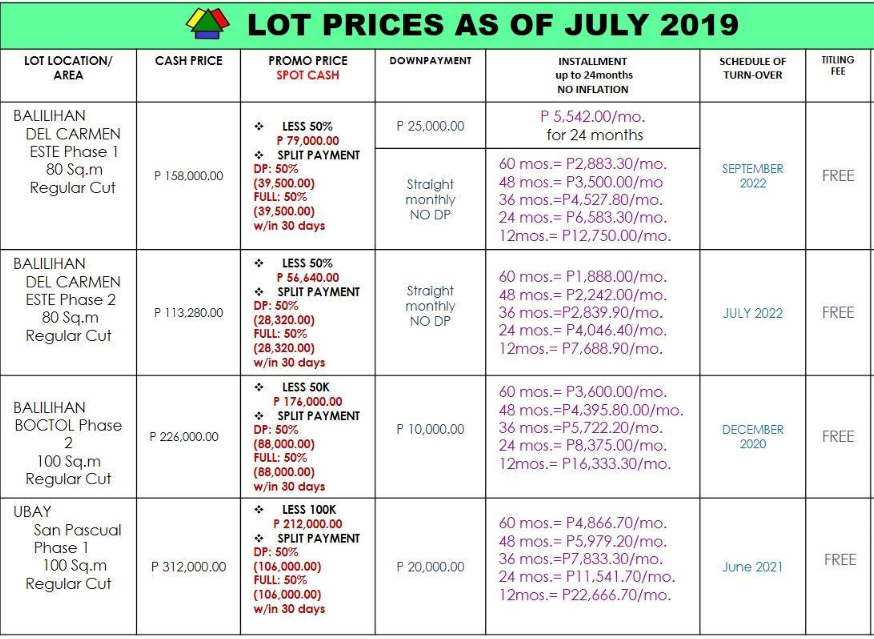 LOT PRICES AS OF JULY 2019
LOT LOCATION/
AREA
CASH PRICE
PROMO PRICE
SPOT CASH
DOWNPAYMENT
INSTALLMENT
up to 24months
NO INFLATION
SCHEDULE OF
TURN-OVER
TITLING
FEE
BALILIHAN
DEL CARMEN
ESTE Phase 1
80 Sq.m
Regular Cut
P 158,000.00
❖ LESS 50%
P 79,000.00
❖ SPLIT PAYMENT
DP: 50%
(39,500.00)
FULL: 50%
(39,500.00)
w/in 30 days
P 25,000.00
P 5,542.00/mo.
for 24 months
Straight
monthly
NO DP
60 mos.= P2,883.30/mo.
48 mos.= P3,500.00/mo
36 mos.=P4,527.80/mo.
24 mos.= P6,583.30/mo.
12mos.= P12,750.00/mo.
SEPTEMBER
2022
FREE
BALILIHAN
DEL CARMEN
ESTE Phase 2
80 Sq.m
Regular Cut
P 113,280.00
❖ LESS 50%
P 56,640.00
❖ SPLIT PAYMENT
DP: 50%
(28,320.00)
FULL: 50%
(28,320.00)
w/in 30 days
Straight
monthly
NO DP
60 mos.= P1,888.00/mo.
48 mos.= P2,242.00/mo.
36 mos.=P2,839.90/mo.
24 mos.= P4,046.40/mo.
12mos.= P7,688.90/mo.
JULY 2022
FREE
BALILIHAN
BOCTOL Phase
2
100 Sq.m
Regular Cut
P 226,000.00
❖ LESS 50K
P 176,000.00
❖ SPLIT PAYMENT
DP: 50%
(88,000.00)
FULL: 50%
(88,000.00)
w/in 30 days
P 10,000.00
60 mos.= P3,600.00/mo.
48 mos.=P4,395.80.00/mo.
36 mos.=P5,722.20/mo.
24 mos.= P8,375.00/mo.
12mos.= P16,333.30/mo.
DECEMBER
2020
FREE
UBAY
San Pascual
Phase 1
100 Sq.m
Regular Cut
P 312,000.00
❖ LESS 100K
P 212,000.00
❖ SPLIT PAYMENT
DP: 50%
(106,000.00)
FULL: 50%
(106,000.00)
w/in 30 days
P 20,000.00
60 mos.= P4,866.70/mo.
48 mos.= P5,979.20/mo.
36 mos.=P7,833.30/mo.
24 mos.= P11,541.70/mo.
12mos.= P22,666.70/mo.
June 2021
FREE